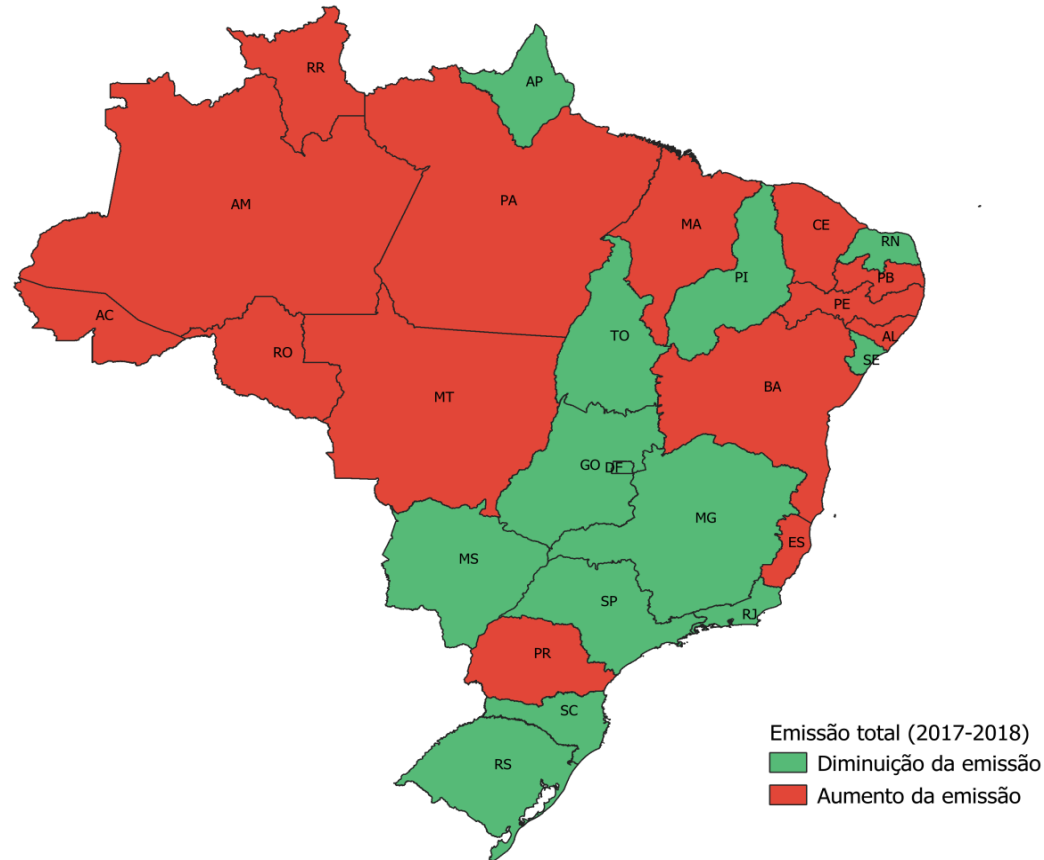 RR
AP
AM
PA
MA
CE
RN
PI
PB
PE
AC
TO
AL
RO
SE
BA
MT
GO
DF
MG
ES
MS
SP
RJ
PR
SC
Emissão total (2017-2018)
RS
Diminuição da emissão
Aumento da emissão